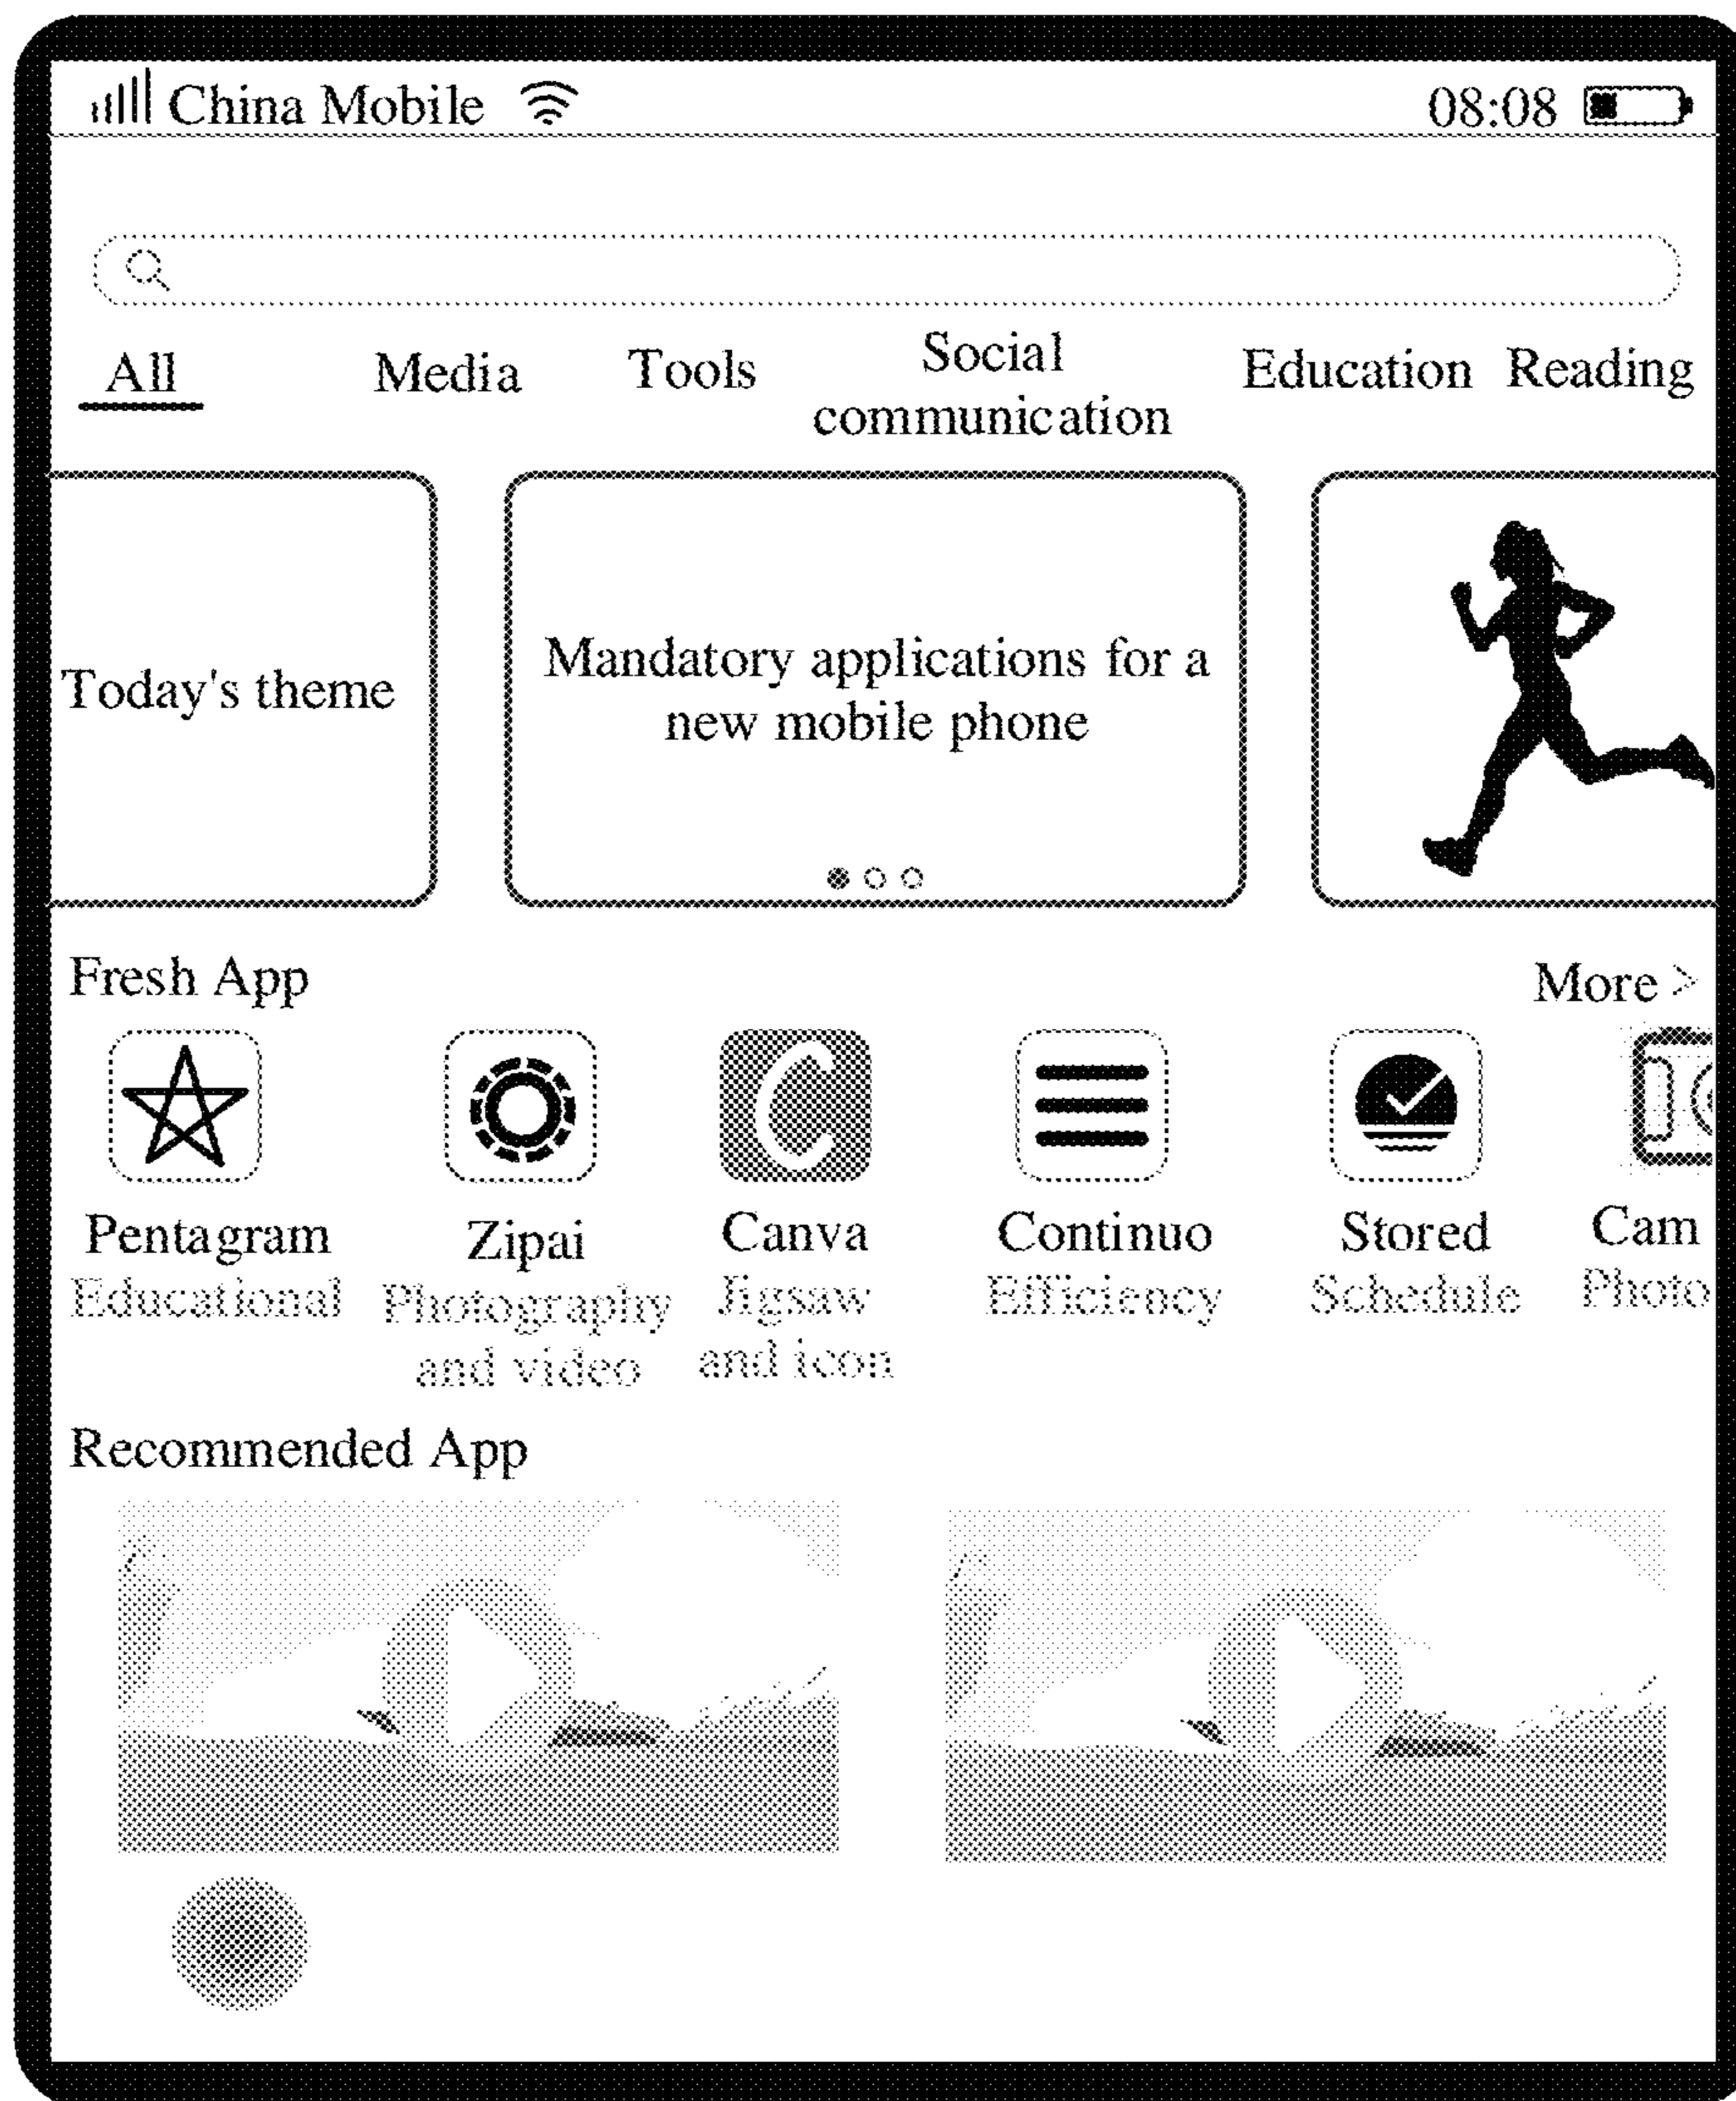 China Mobile 08:08
All Media Tools Social communication Education Reading
Today's theme
Mandatory applications for a
new mobile phone
Fresh App More >
Pentagram Zipai Canva Continuo Stored Cam
Educational Photography and video Jigsaw and icon Efficiency Schedule Photo
Recommended App